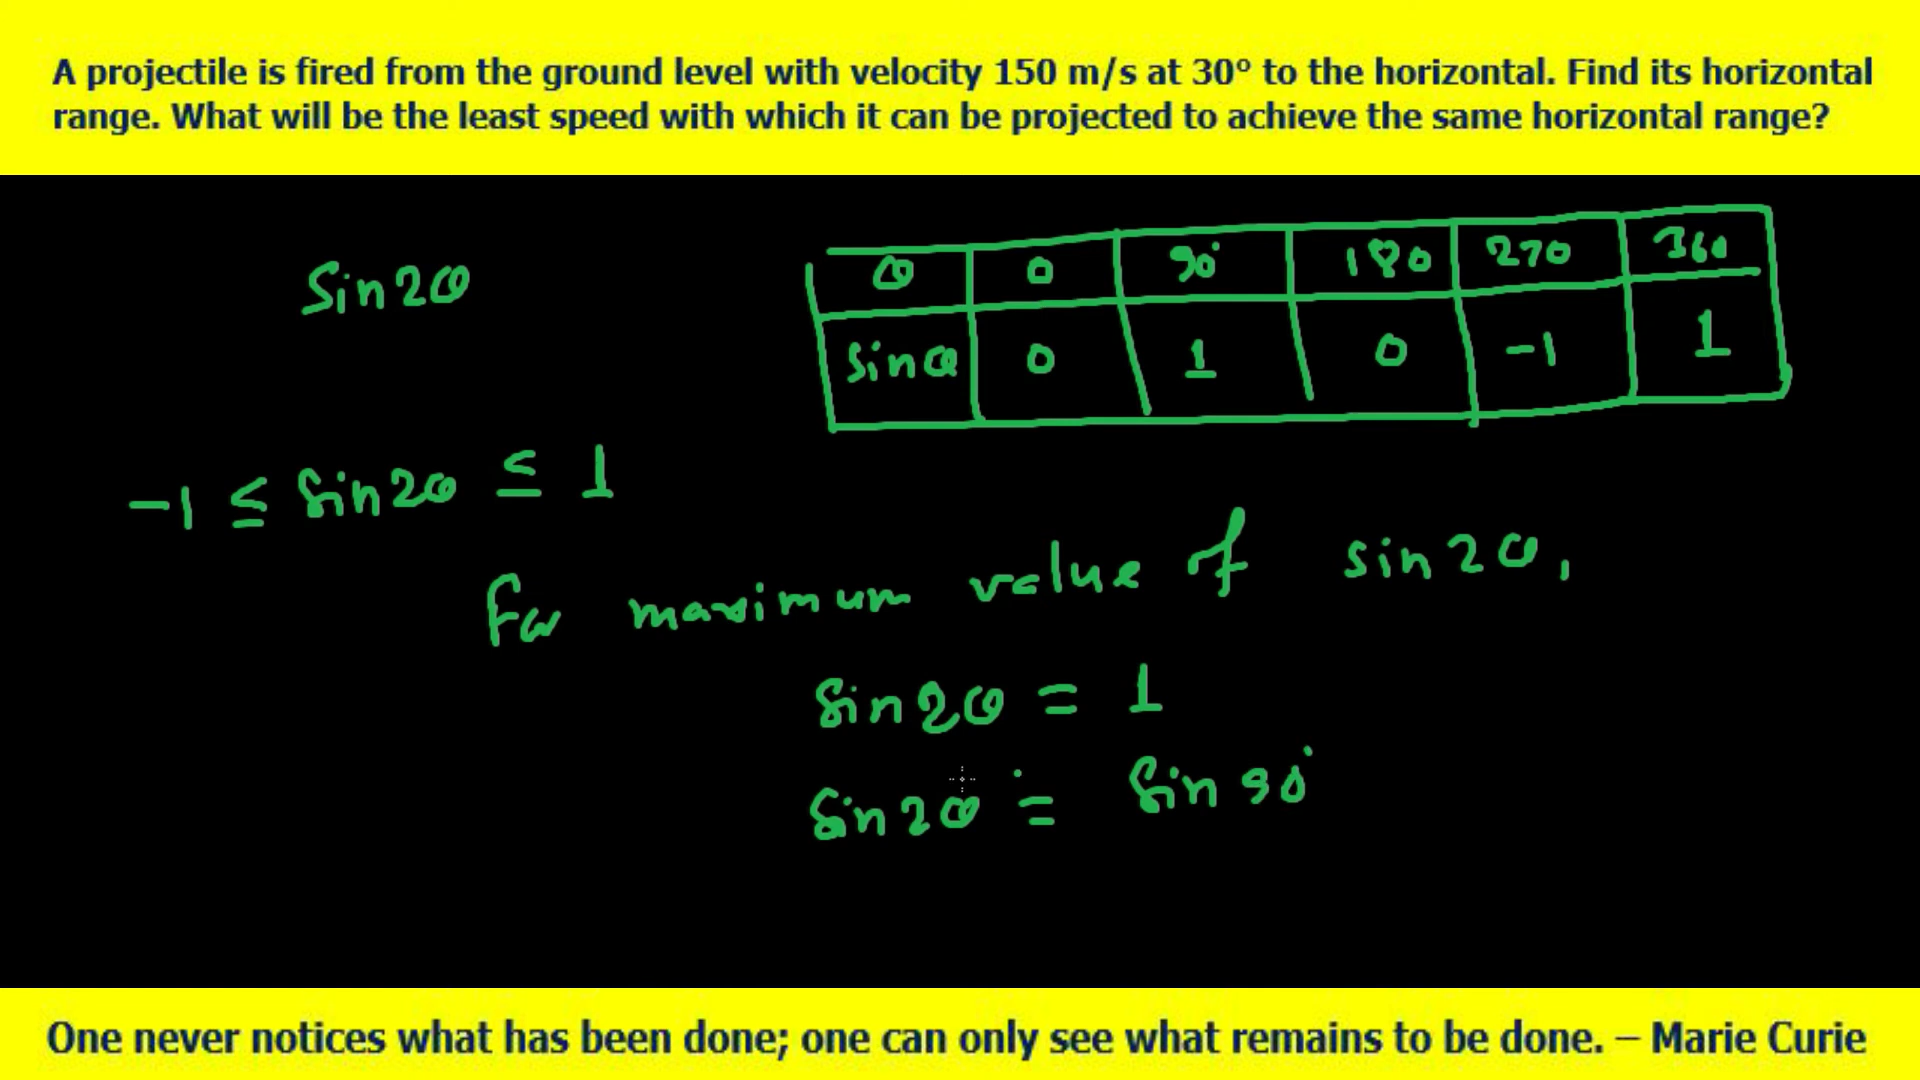 A projectile is fired from the ground level with velocity 150 m/s at 30° to the horizontal. Find its horizontal
range. What will be the least speed with which it can be projected to achieve the same horizontal range?
Sin2θ
θ 0 90° 180 270 360
sinθ 0 1 0 -1 1
-1 ≤ sin2θ ≤ 1
For maximum value of sin2θ,
sin2θ = 1
sin2θ = sin90°
One never notices what has been done; one can only see what remains to be done. – Marie Curie